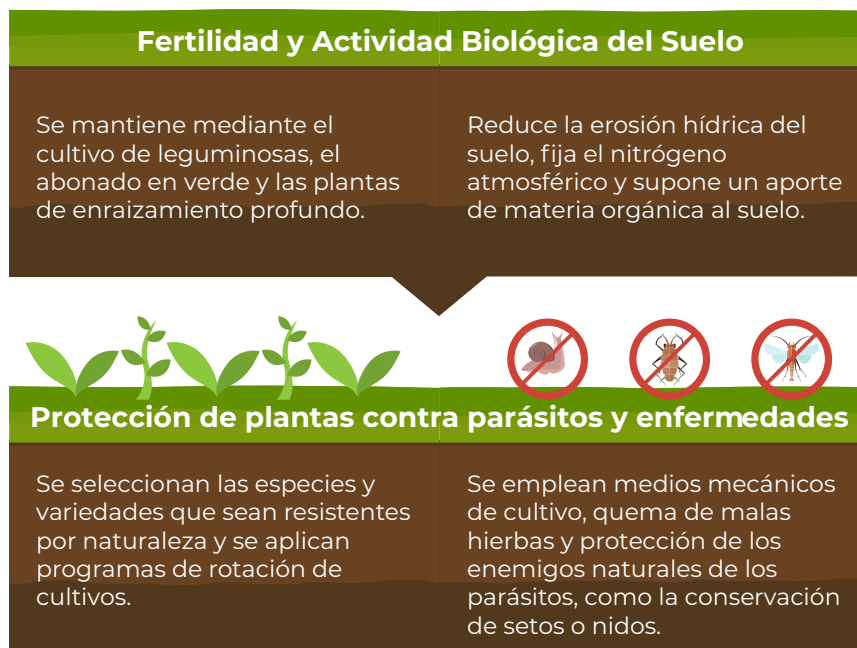 Fertilidad y Actividad Biológica del Suelo
Se mantiene mediante el
cultivo de leguminosas, el
abonado en verde y las plantas
de enraizamiento profundo.
Reduce la erosión hídrica del
suelo, fija el nitrógeno
atmosférico y supone un aporte
de materia orgánica al suelo.
Protección de plantas contra parásitos y enfermedades
Se seleccionan las especies y
variedades que sean resistentes
por naturaleza y se aplican
programas de rotación de
cultivos.
Se emplean medios mecánicos
de cultivo, quema de malas
hierbas y protección de los
enemigos naturales de los
parásitos, como la conservación
de setos o nidos.